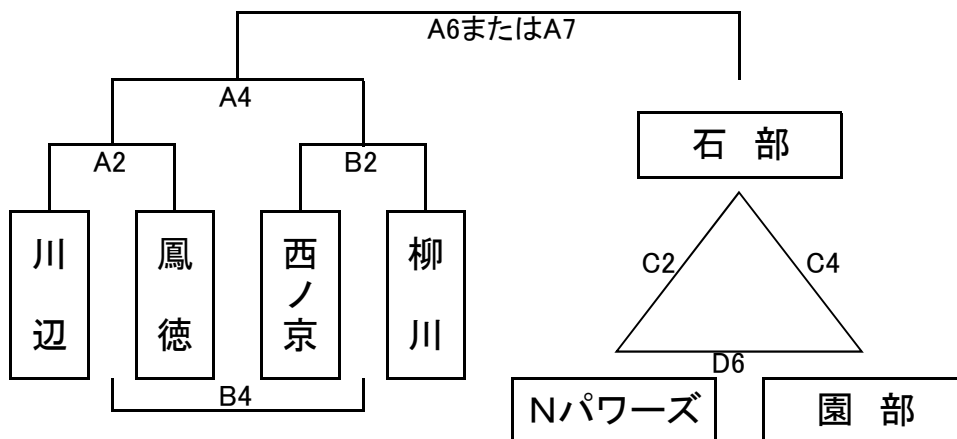 A6またはA7
A4
A2
B2
石 部
川辺
鳳徳
西ノ京
柳川
C2
C4
D6
B4
Nパワーズ
園 部